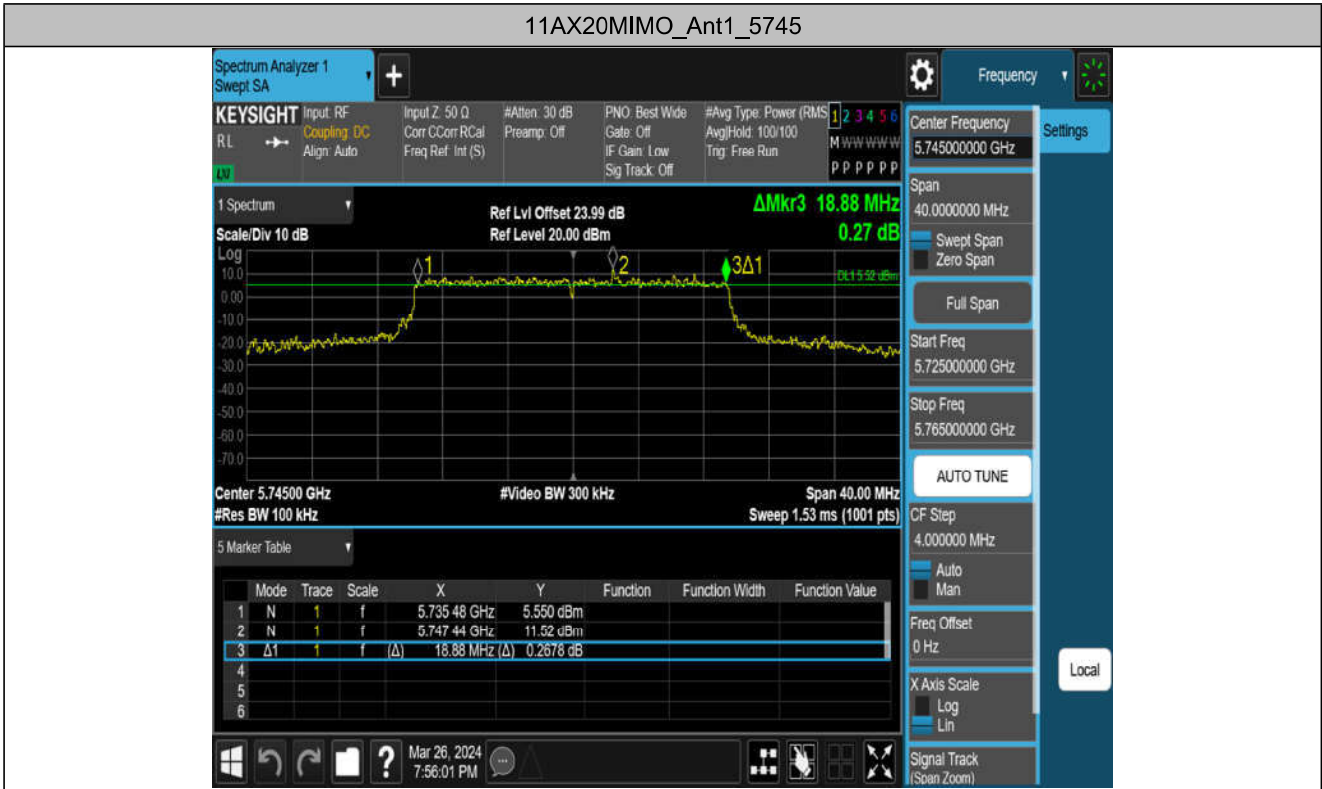 11AX20MIMO_Ant1_5745
Spectrum Analyzer 1
Swept SA
+
Frequency
KEYSIGHT
RL
LXI
Input: RF
Coupling: DC
Align: Auto
Input Z: 50 Ω
Corr CCorr RCal
Freq Ref: Int (S)
#Atten: 30 dB
Preamp: Off
PNO: Best Wide
Gate: Off
IF Gain: Low
Sig Track: Off
#Avg Type: Power (RMS
Avg|Hold: 100/100
Trig: Free Run
1 2 3 4 5 6
M W W W W W
P P P P P P
1 Spectrum
Scale/Div 10 dB
Ref Lvl Offset 23.99 dB
Ref Level 20.00 dBm
ΔMkr3 18.88 MHz
0.27 dB
Log
10.0
0.00
-10.0
-20.0
-30.0
-40.0
-50.0
-60.0
-70.0
1
2
3Δ1
DL1 5.52 dBm
Center 5.74500 GHz
#Res BW 100 kHz
#Video BW 300 kHz
Span 40.00 MHz
Sweep 1.53 ms (1001 pts)
5 Marker Table
Mode Trace Scale X Y Function Function Width Function Value
1 N 1 f 5.735 48 GHz 5.550 dBm
2 N 1 f 5.747 44 GHz 11.52 dBm
3 Δ1 1 f (Δ) 18.88 MHz (Δ) 0.2678 dB
4
5
6
Mar 26, 2024
7:56:01 PM
?
Center Frequency
5.745000000 GHz
Settings
Span
40.0000000 MHz
Swept Span
Zero Span
Full Span
Start Freq
5.725000000 GHz
Stop Freq
5.765000000 GHz
AUTO TUNE
CF Step
4.000000 MHz
Auto
Man
Freq Offset
0 Hz
Local
X Axis Scale
Log
Lin
Signal Track
(Span Zoom)